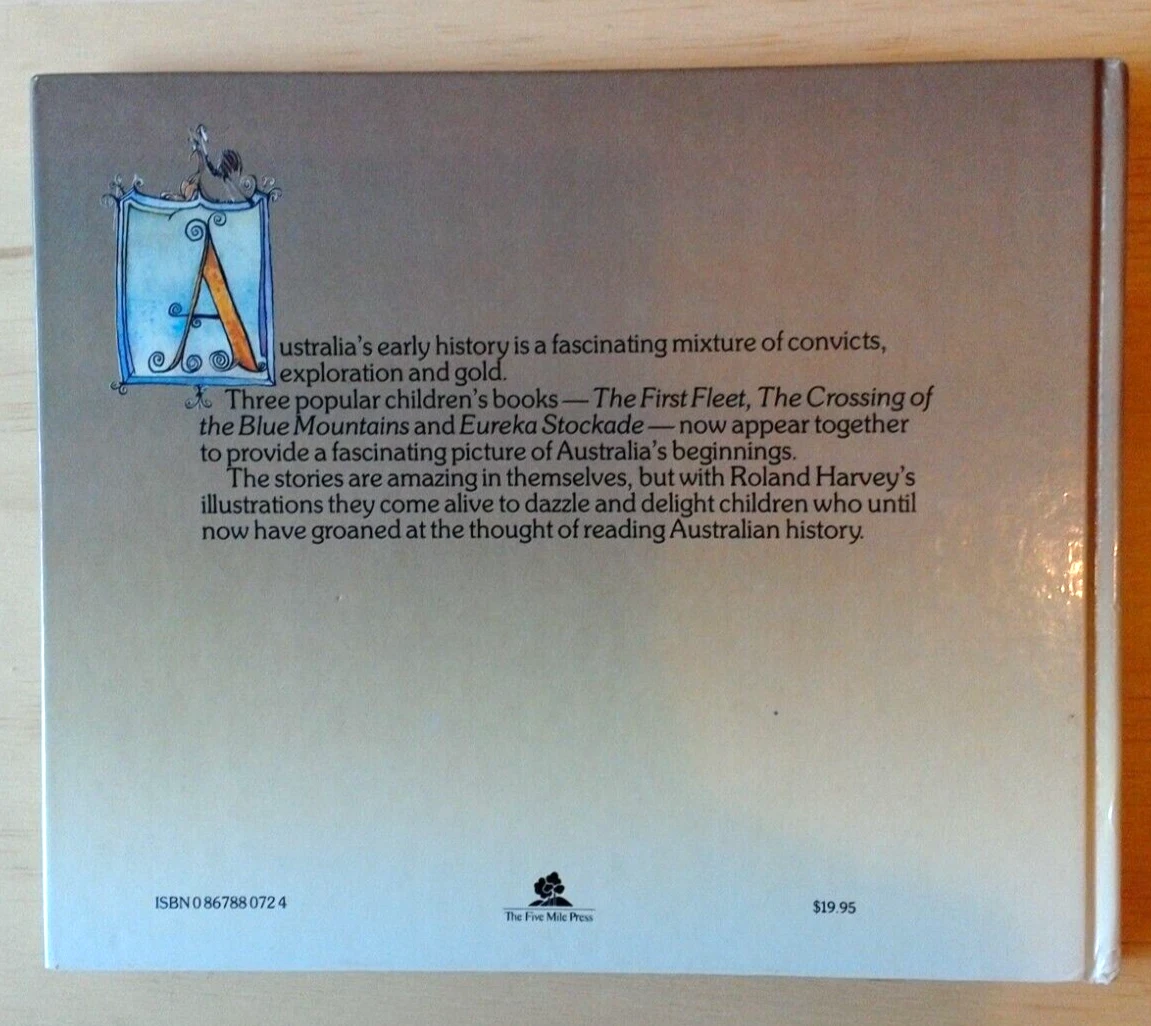 Australia's early history is a fascinating mixture of convicts,
exploration and gold.
Three popular children's books — The First Fleet, The Crossing of
the Blue Mountains and Eureka Stockade — now appear together
to provide a fascinating picture of Australia's beginnings.
The stories are amazing in themselves, but with Roland Harvey's
illustrations they come alive to dazzle and delight children who until
now have groaned at the thought of reading Australian history.
ISBN 0 86788 072 4
The Five Mile Press
$19.95